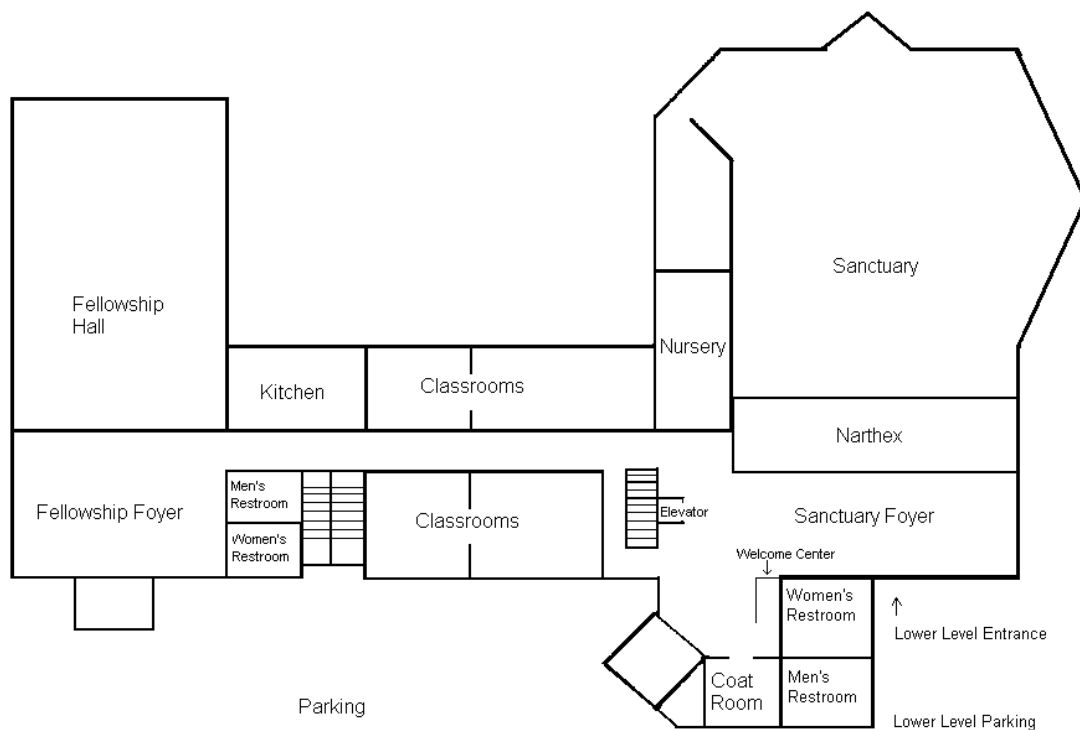 Sanctuary
Fellowship
Hall
Nursery
Kitchen
Classrooms
Narthex
Men's
Restroom
Fellowship Foyer
Classrooms
Elevator
Sanctuary Foyer
Women's
Restroom
Welcome Center
Women's
Restroom
Lower Level Entrance
Coat
Room
Men's
Restroom
Parking
Lower Level Parking